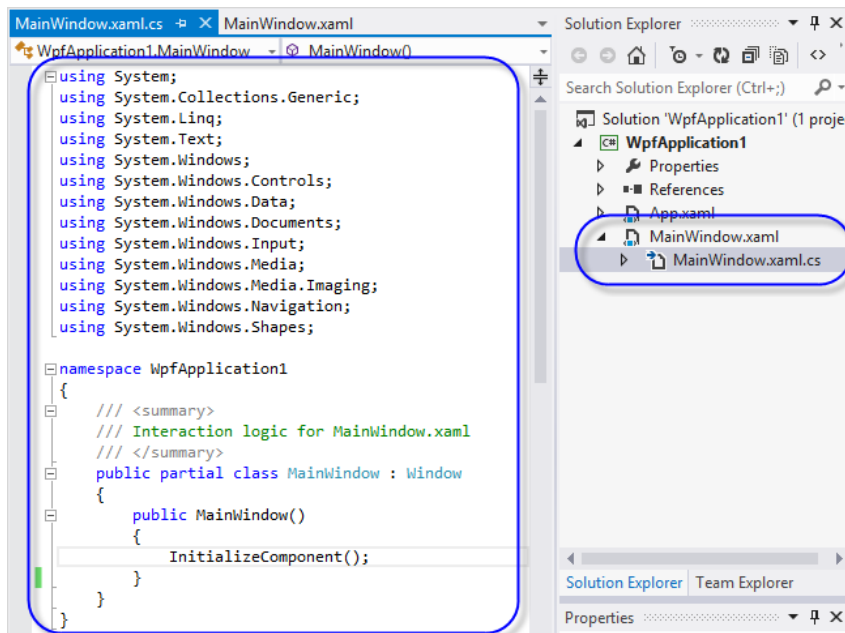 MainWindow.xaml.cs MainWindow.xaml
WpfApplication1.MainWindow MainWindow()
using System;
using System.Collections.Generic;
using System.Linq;
using System.Text;
using System.Windows;
using System.Windows.Controls;
using System.Windows.Data;
using System.Windows.Documents;
using System.Windows.Input;
using System.Windows.Media;
using System.Windows.Media.Imaging;
using System.Windows.Navigation;
using System.Windows.Shapes;
namespace WpfApplication1
{
/// <summary>
/// Interaction logic for MainWindow.xaml
/// </summary>
public partial class MainWindow : Window
{
public MainWindow()
{
InitializeComponent();
}
}
}
Solution Explorer
Search Solution Explorer (Ctrl+;)
Solution 'WpfApplication1' (1 proje
C# WpfApplication1
Properties
References
App.xaml
MainWindow.xaml
MainWindow.xaml.cs
Solution Explorer Team Explorer
Properties